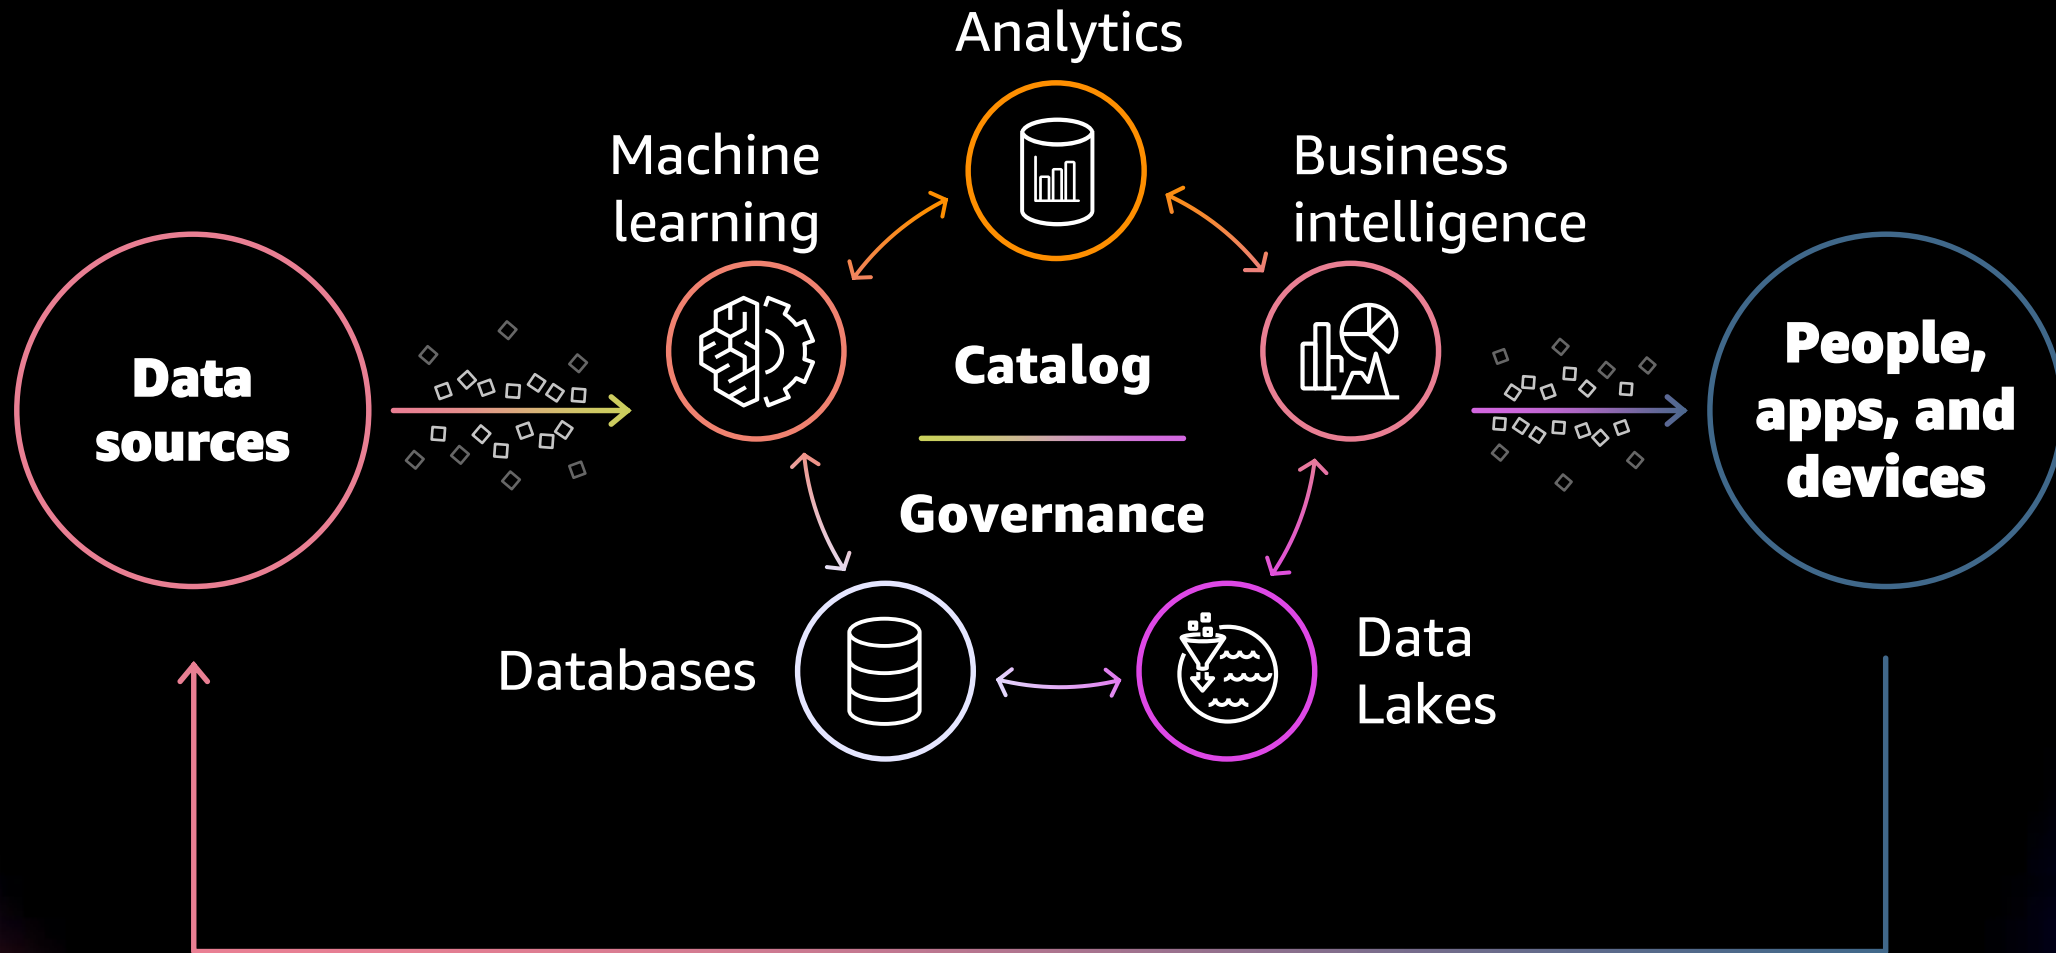 Analytics
Machine
learning
Business
intelligence
Data
sources
Catalog
Governance
People,
apps, and
devices
Databases
Data
Lakes